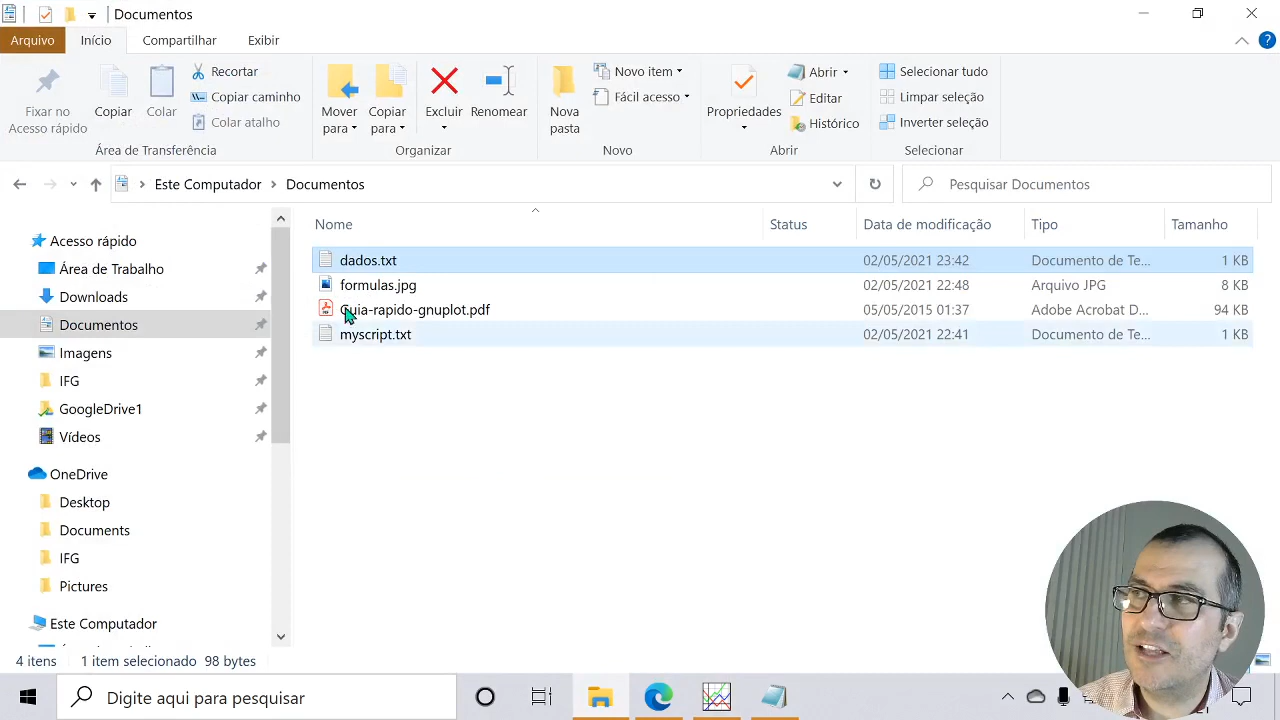 Documentos
Arquivo
Início
Compartilhar
Exibir
?
Fixar no
Acesso rápido
Copiar
Colar
Recortar
Copiar caminho
Colar atalho
Área de Transferência
Mover
para
Copiar
para
Excluir
Renomear
Organizar
Nova
pasta
Novo item
Fácil acesso
Novo
Propriedades
Abrir
Editar
Histórico
Abrir
Selecionar tudo
Limpar seleção
Inverter seleção
Selecionar
Este Computador
Documentos
Pesquisar Documentos
Nome
Status
Data de modificação
Tipo
Tamanho
dados.txt 02/05/2021 23:42 Documento de Te... 1 KB
formulas.jpg 02/05/2021 22:48 Arquivo JPG 8 KB
Guia-rapido-gnuplot.pdf 05/05/2015 01:37 Adobe Acrobat D... 94 KB
myscript.txt 02/05/2021 22:41 Documento de Te... 1 KB
Acesso rápido
Área de Trabalho
Downloads
Documentos
Imagens
IFG
GoogleDrive1
Vídeos
OneDrive
Desktop
Documents
IFG
Pictures
Este Computador
4 itens 1 item selecionado 98 bytes
Digite aqui para pesquisar